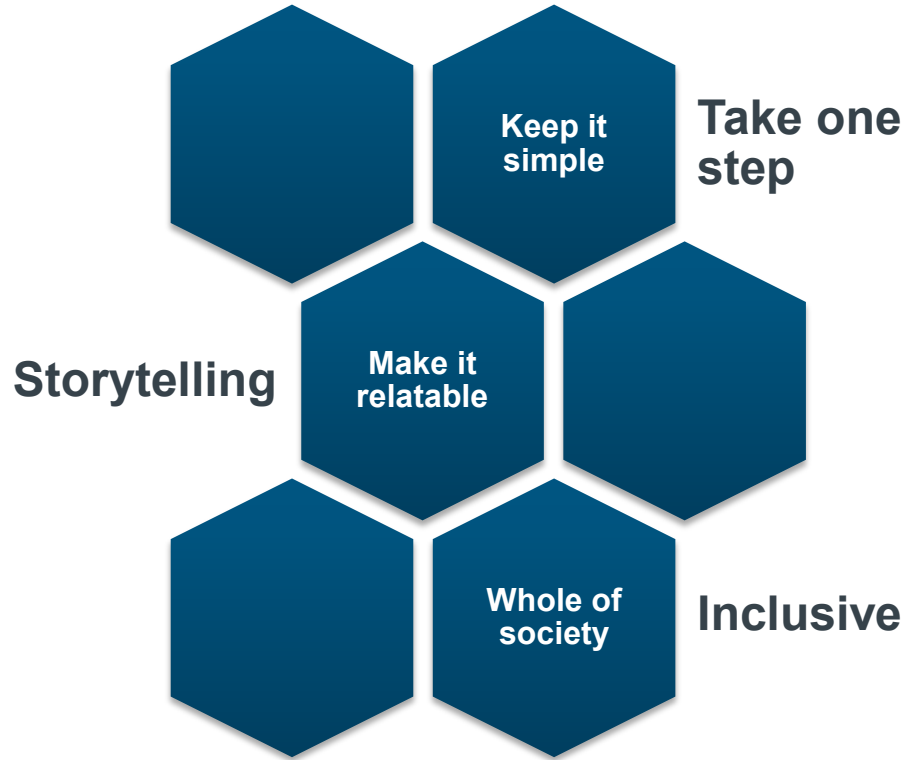 Keep it
simple
Take one
step
Storytelling
Make it
relatable
Whole of
society
Inclusive